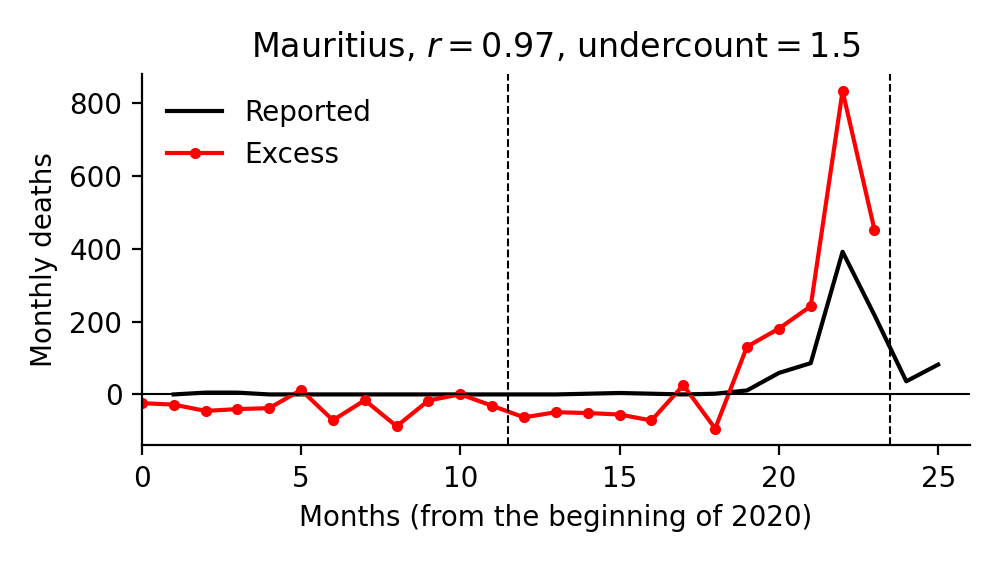 Mauritius, r = 0.97, undercount = 1.5
Reported
Excess
Monthly deaths
800
600
400
200
0
0 5 10 15 20 25
Months (from the beginning of 2020)